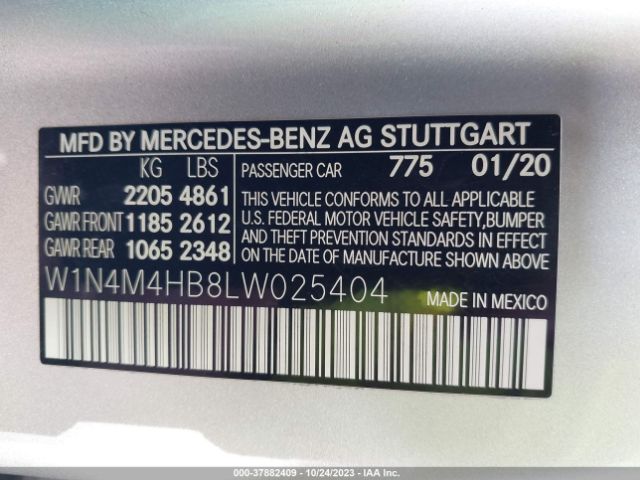 MFD BY MERCEDES-BENZ AG STUTTGART
KG LBS PASSENGER CAR 775 01/20
GVWR 2205 4861 THIS VEHICLE CONFORMS TO ALL APPLICABLE
GAWR FRONT 1185 2612 U.S. FEDERAL MOTOR VEHICLE SAFETY,BUMPER
GAWR REAR 1065 2348 AND THEFT PREVENTION STANDARDS IN EFFECT
ON THE DATE OF MANUFACTURE SHOWN ABOVE
W1N4M4HB8LW025404 MADE IN MEXICO
000-37882409 - 10/24/2023 - IAA Inc.